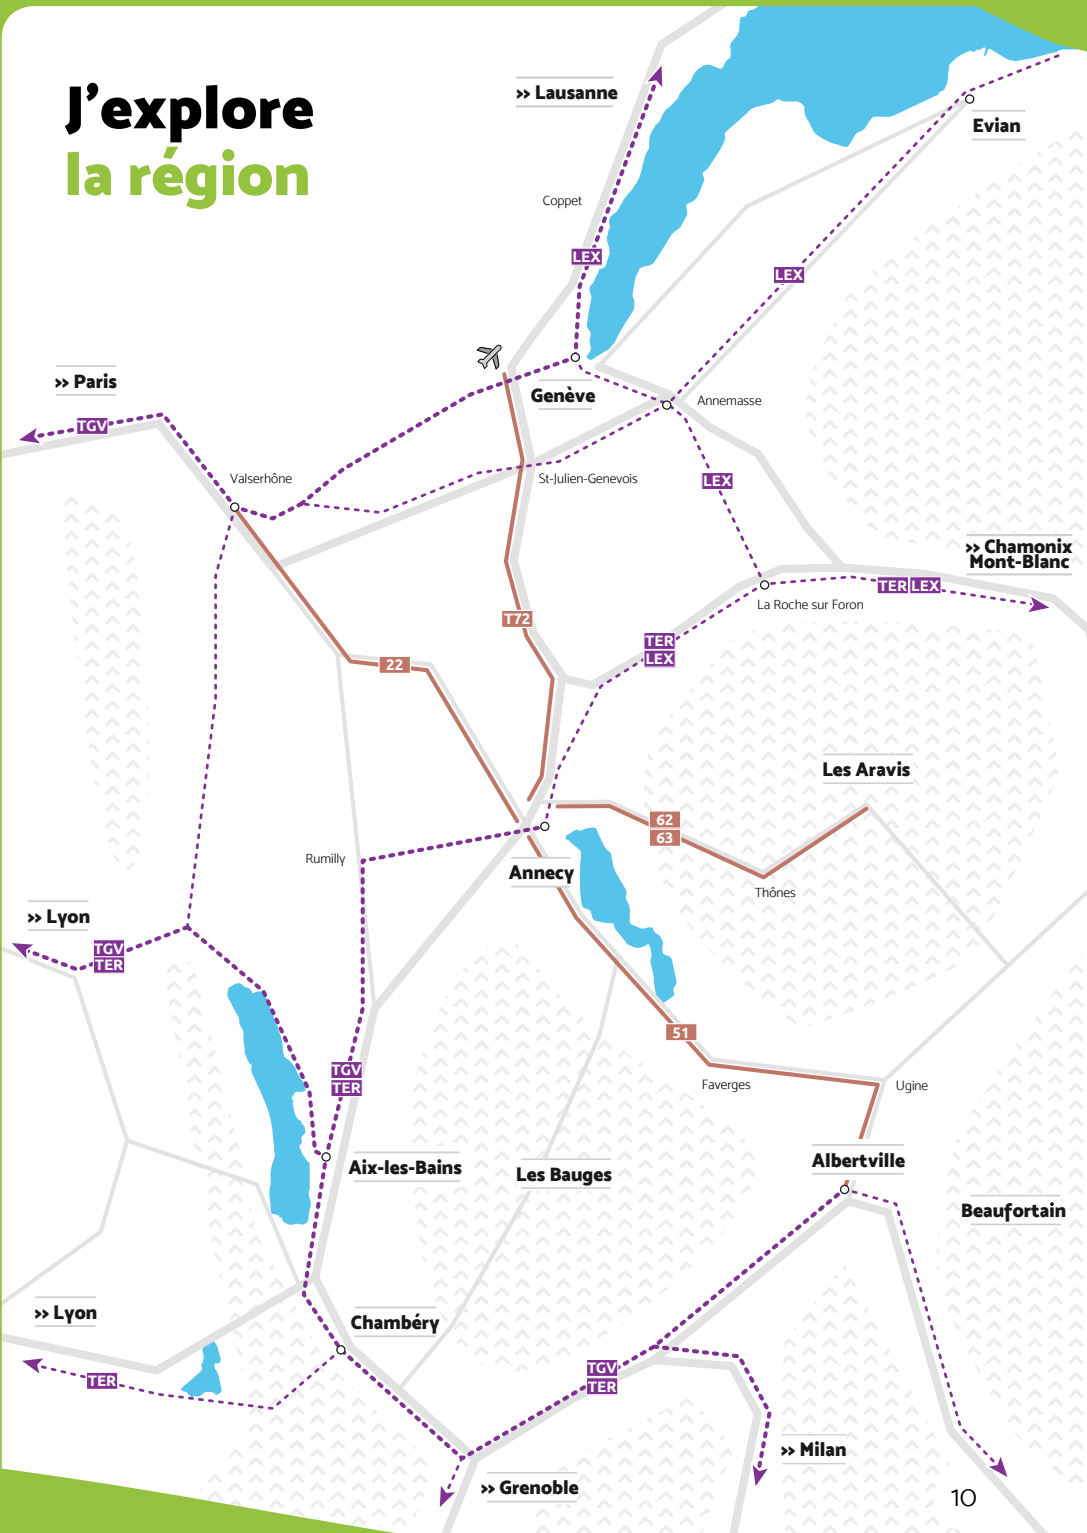 J'explore
la région
>> Lausanne
Evian
Coppet
LEX
LEX
>> Paris
TGV
Genève
Annemasse
Valserhône
St-Julien-Genevois
LEX
>> Chamonix
Mont-Blanc
TER LEX
La Roche sur Foron
T72
TER
LEX
22
Les Aravis
62
63
Rumilly
Annecy
Thônes
>> Lyon
TGV
TER
51
TGV
TER
Faverges
Ugine
Aix-les-Bains
Les Bauges
Albertville
Beaufortain
>> Lyon
Chambéry
TER
TGV
TER
>> Milan
>> Grenoble
10